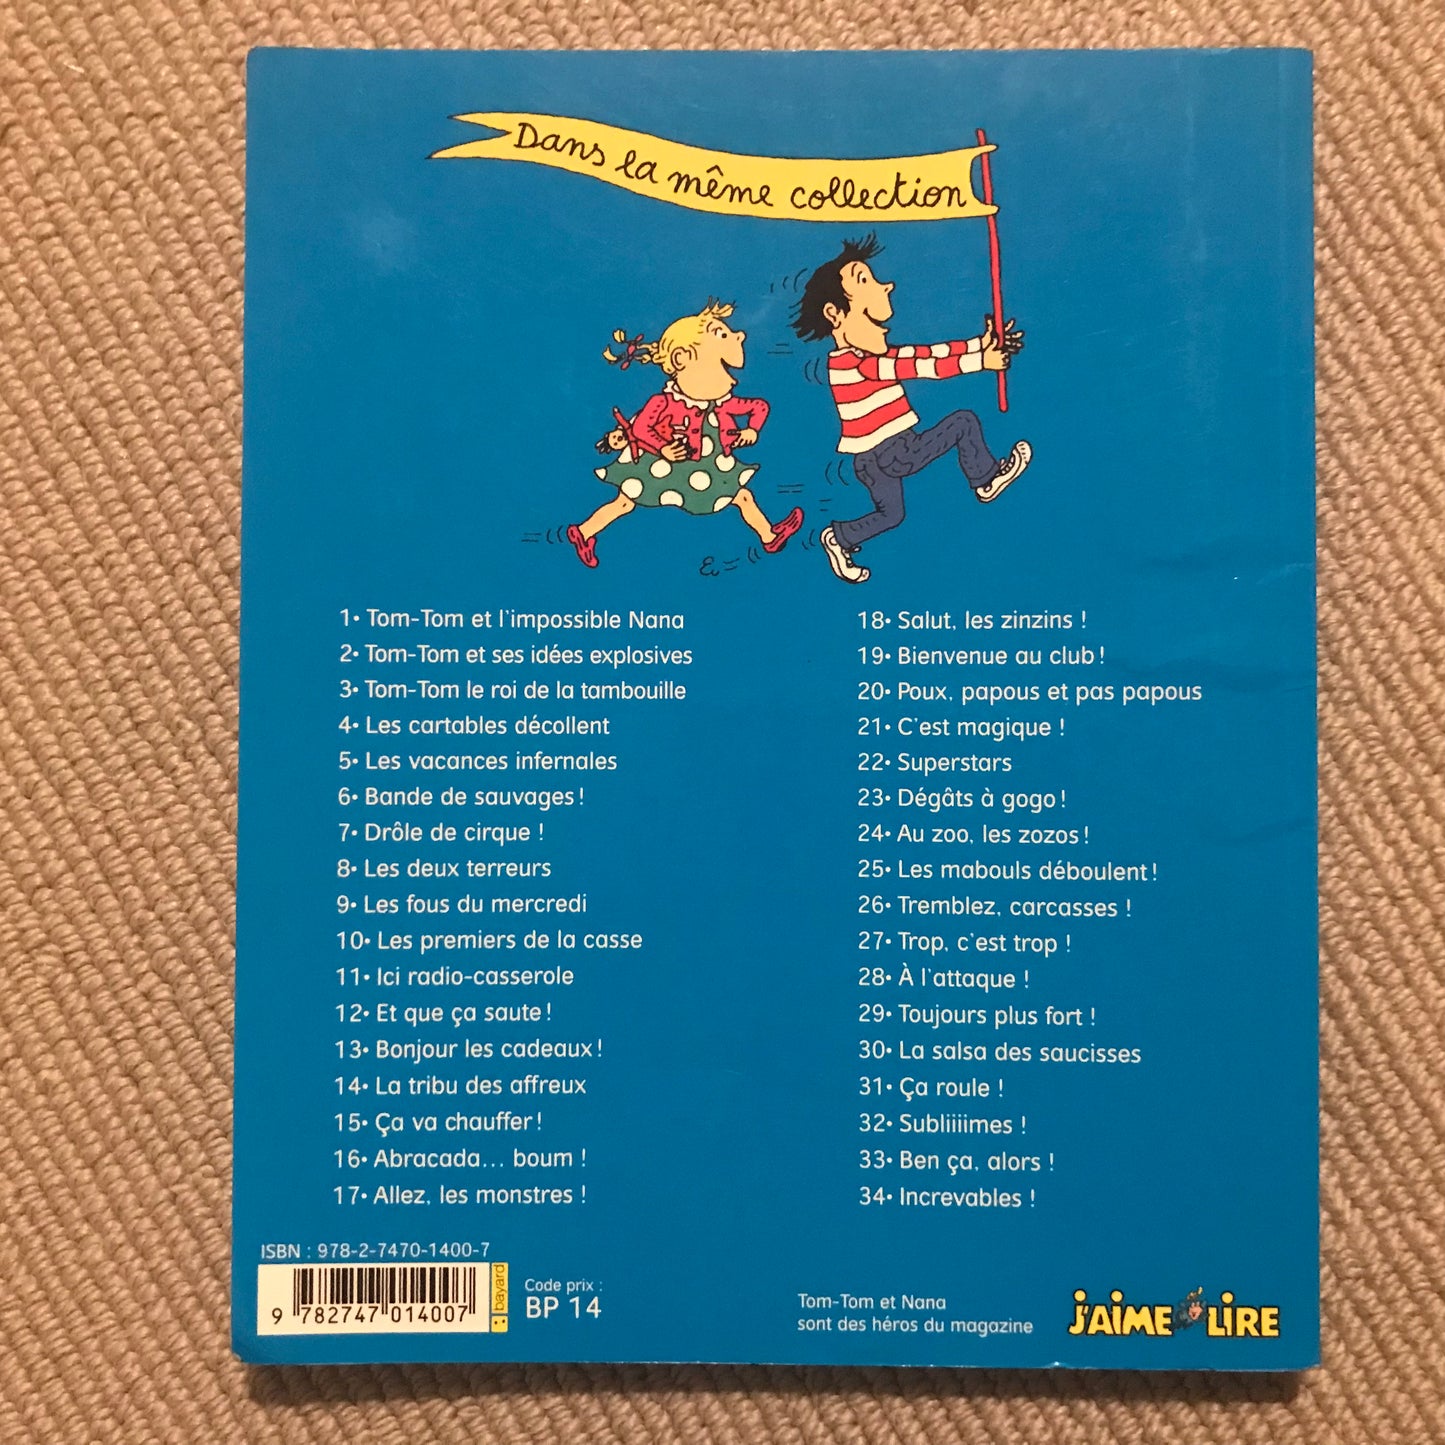 Dans la même collection
1• Tom-Tom et l'impossible Nana
2• Tom-Tom et ses idées explosives
3• Tom-Tom le roi de la tambouille
4• Les cartables décollent
5• Les vacances infernales
6• Bande de sauvages !
7• Drôle de cirque !
8• Les deux terreurs
9• Les fous du mercredi
10• Les premiers de la casse
11• Ici radio-casserole
12• Et que ça saute !
13• Bonjour les cadeaux !
14• La tribu des affreux
15• Ça va chauffer !
16• Abracada... boum !
17• Allez, les monstres !
18• Salut, les zinzins !
19• Bienvenue au club !
20• Poux, papous et pas papous
21• C'est magique !
22• Superstars
23• Dégâts à gogo !
24• Au zoo, les zozos !
25• Les mabouls déboulent !
26• Tremblez, carcasses !
27• Trop, c'est trop !
28• À l'attaque !
29• Toujours plus fort !
30• La salsa des saucisses
31• Ça roule !
32• Subliiiimes !
33• Ben ça, alors !
34• Increvables !
ISBN : 978-2-7470-1400-7
9 782747 014007
bayard
Code prix :
BP 14
Tom-Tom et Nana
sont des héros du magazine
J'AIME LIRE